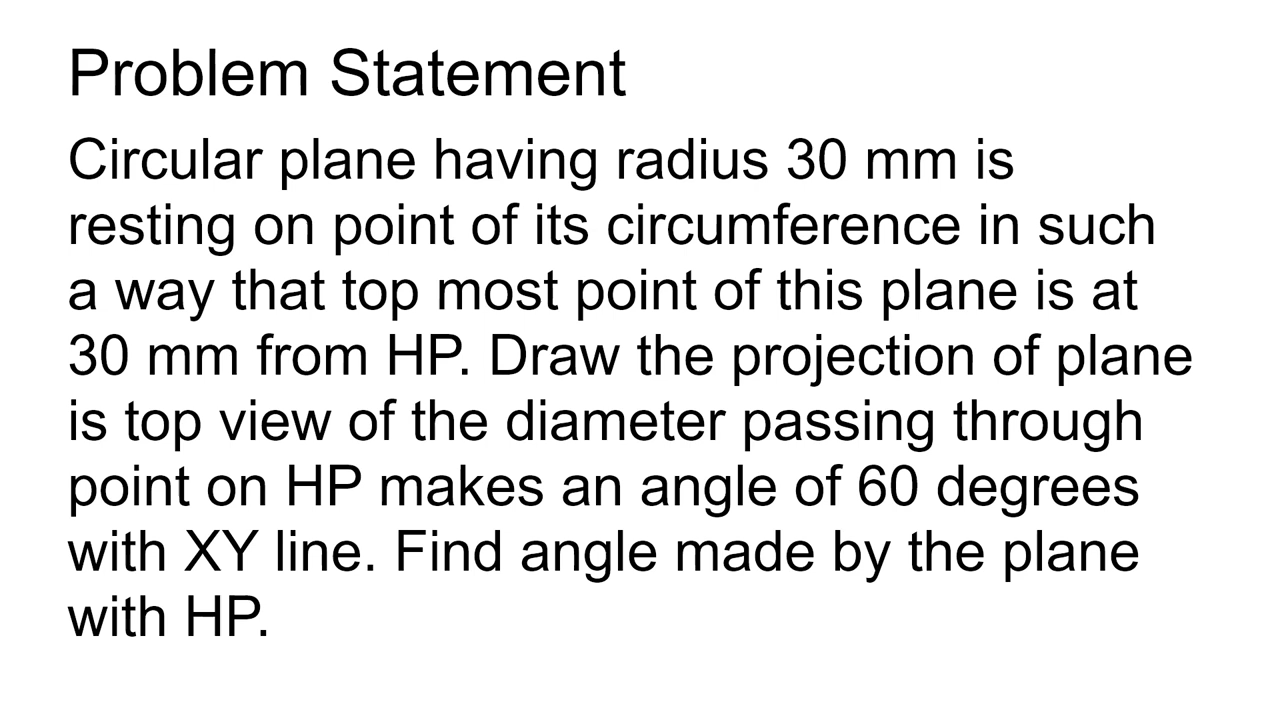 Problem Statement
Circular plane having radius 30 mm is
resting on point of its circumference in such
a way that top most point of this plane is at
30 mm from HP. Draw the projection of plane
is top view of the diameter passing through
point on HP makes an angle of 60 degrees
with XY line. Find angle made by the plane
with HP.